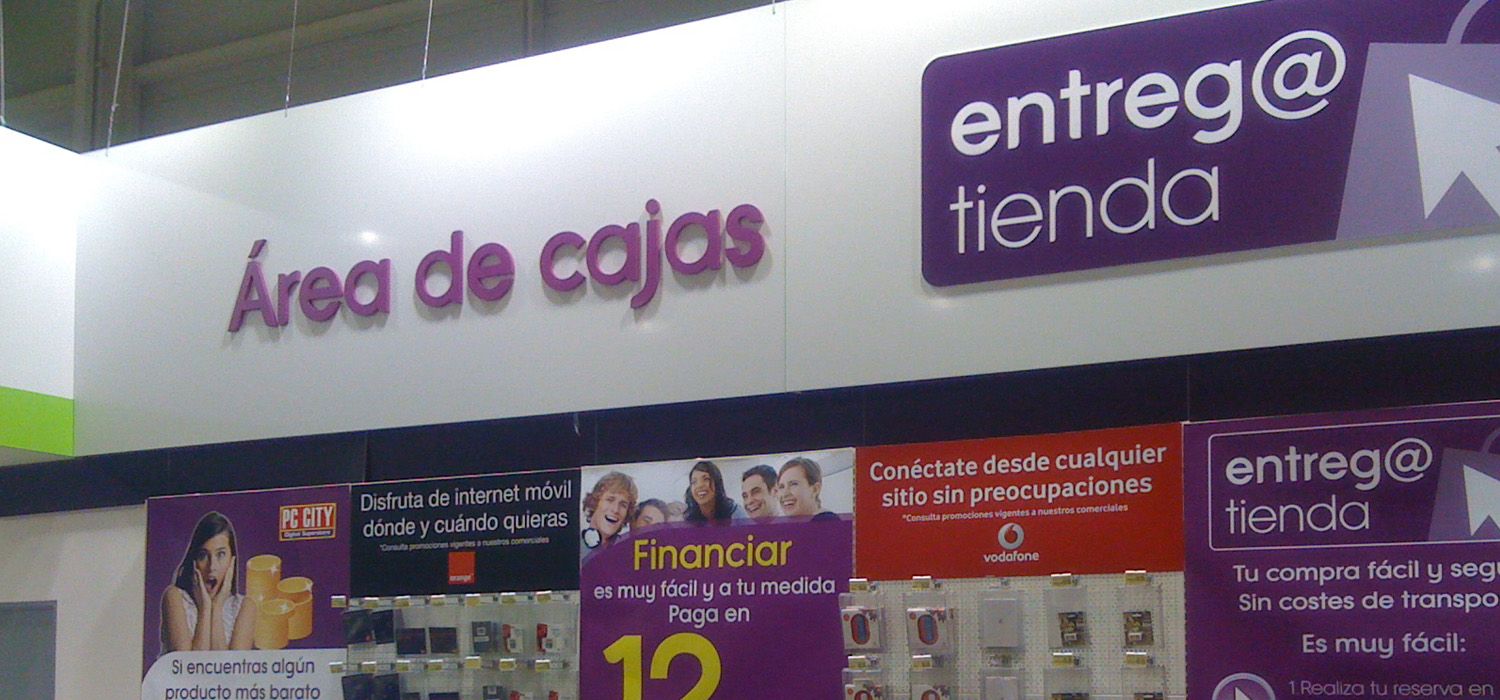 Área de cajas
entreg@
tienda
PC CITY
Digital Superstore
Si encuentras algún
producto más barato
Disfruta de internet móvil
dónde y cuándo quieras
*Consulta promociones vigentes a nuestros comerciales
orange
Financiar
es muy fácil y a tu medida
Paga en
12
Conéctate desde cualquier
sitio sin preocupaciones
*Consulta promociones vigentes a nuestros comerciales
vodafone
entreg@
tienda
Tu compra fácil y segu
Sin costes de transpo
Es muy fácil:
1 Realiza tu reserva en